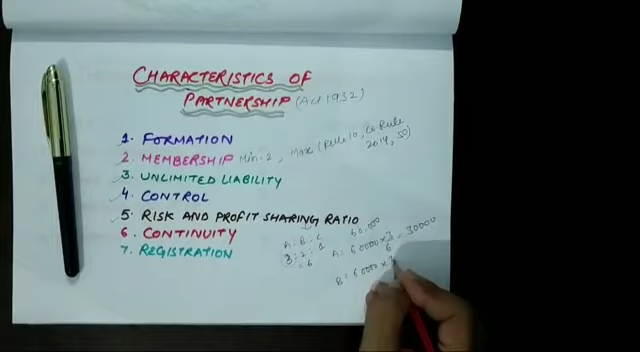 CHARACTERISTICS OF
PARTNERSHIP (Act 1932)
1. FORMATION
2. MEMBERSHIP Min-2, Max (Rule 10, Co Rule
2014, 50)
3. UNLIMITED LIABILITY
4. CONTROL
5. RISK AND PROFIT SHARING RATIO
6. CONTINUITY
7. REGISTRATION
A : B : C 60,000
3 : 2 : 1 A = 60000 × 3/6 = 30000
= 6
B = 60000 ×